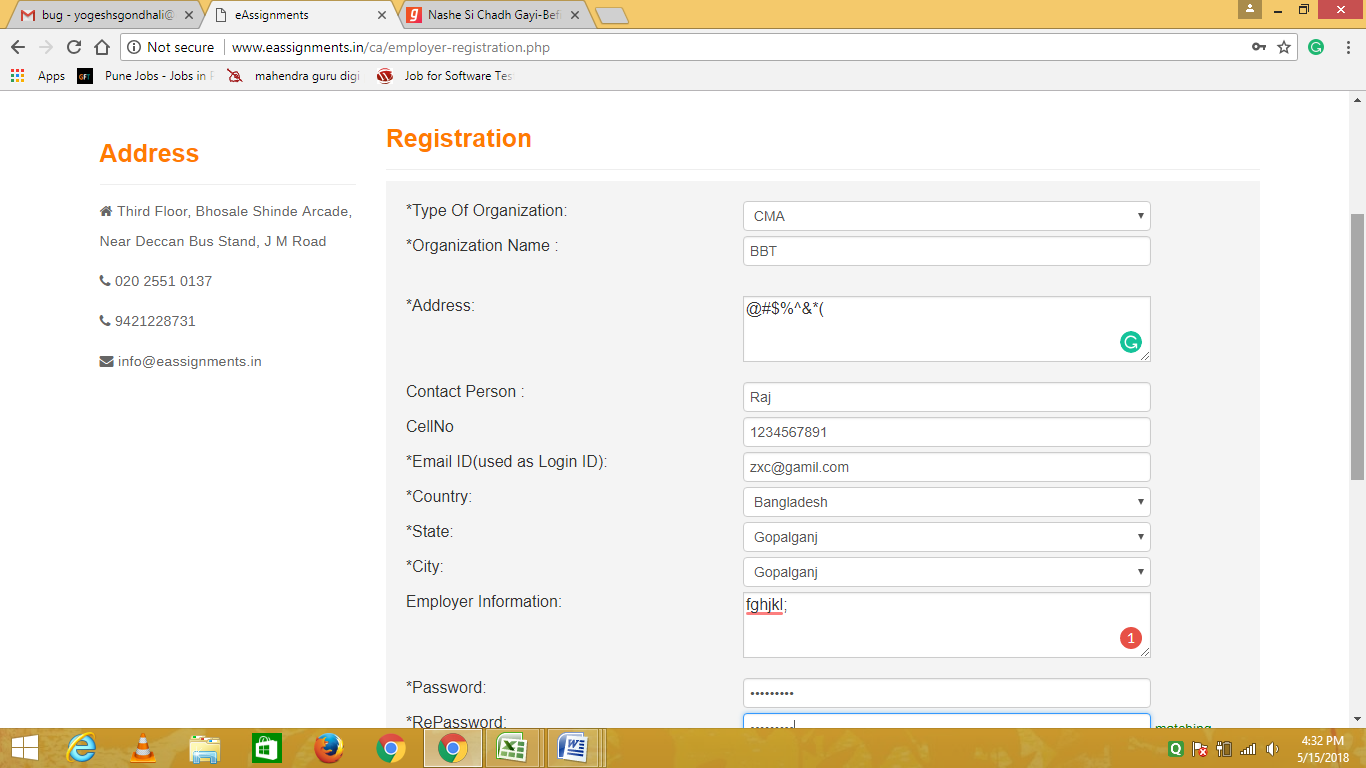 bug - yogeshsgondhali@
eAssignments
Nashe Si Chadh Gayi-Befi
Not secure
www.eassignments.in/ca/employer-registration.php
Apps
GF!
Pune Jobs - Jobs in P
mahendra guru digi
Job for Software Tes
Address
Third Floor, Bhosale Shinde Arcade,
Near Deccan Bus Stand, J M Road
020 2551 0137
9421228731
info@eassignments.in
Registration
*Type Of Organization:
CMA
*Organization Name :
BBT
*Address:
@#$%^&*(
Contact Person :
Raj
CellNo
1234567891
*Email ID(used as Login ID):
zxc@gamil.com
*Country:
Bangladesh
*State:
Gopalganj
*City:
Gopalganj
Employer Information:
fghjkl;
1
*Password:
•••••••••
*RePassword:
matching
4:32 PM
5/15/2018